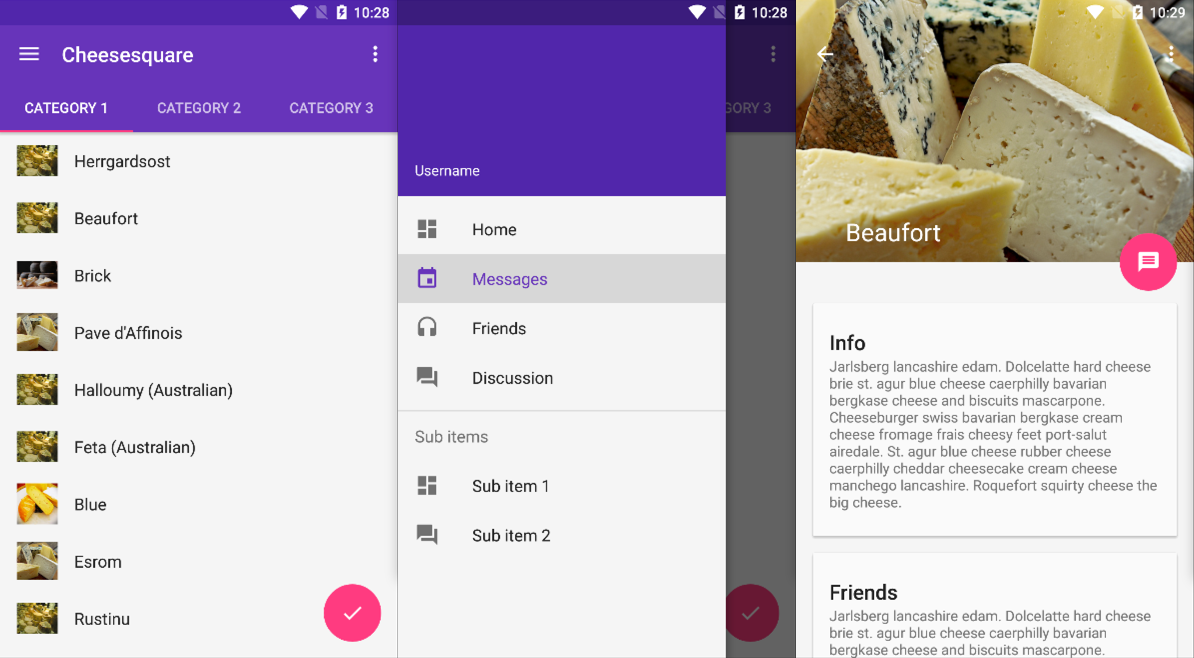 10:28
Cheesesquare
CATEGORY 1 CATEGORY 2 CATEGORY 3
Herrgardsost
Beaufort
Brick
Pave d'Affinois
Halloumy (Australian)
Feta (Australian)
Blue
Esrom
Rustinu
10:28
GORY 3
Username
Home
Messages
Friends
Discussion
Sub items
Sub item 1
Sub item 2
10:29
Beaufort
Info
Jarlsberg lancashire edam. Dolcelatte hard cheese
brie st. agur blue cheese caerphilly bavarian
bergkase cheese and biscuits mascarpone.
Cheeseburger swiss bavarian bergkase cream
cheese fromage frais cheesy feet port-salut
airedale. St. agur blue cheese rubber cheese
caerphilly cheddar cheesecake cream cheese
manchego lancashire. Roquefort squirty cheese the
big cheese.
Friends
Jarlsberg lancashire edam. Dolcelatte hard cheese
brie st. agur blue cheese caerphilly bavarian
bergkase cheese and biscuits mascarpone.